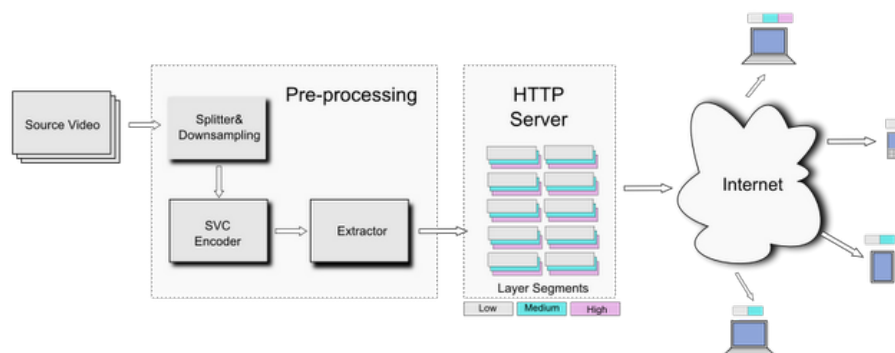 Source Video
Pre-processing
Splitter&
Downsampling
SVC
Encoder
Extractor
HTTP
Server
Layer Segments
Low
Medium
High
Internet